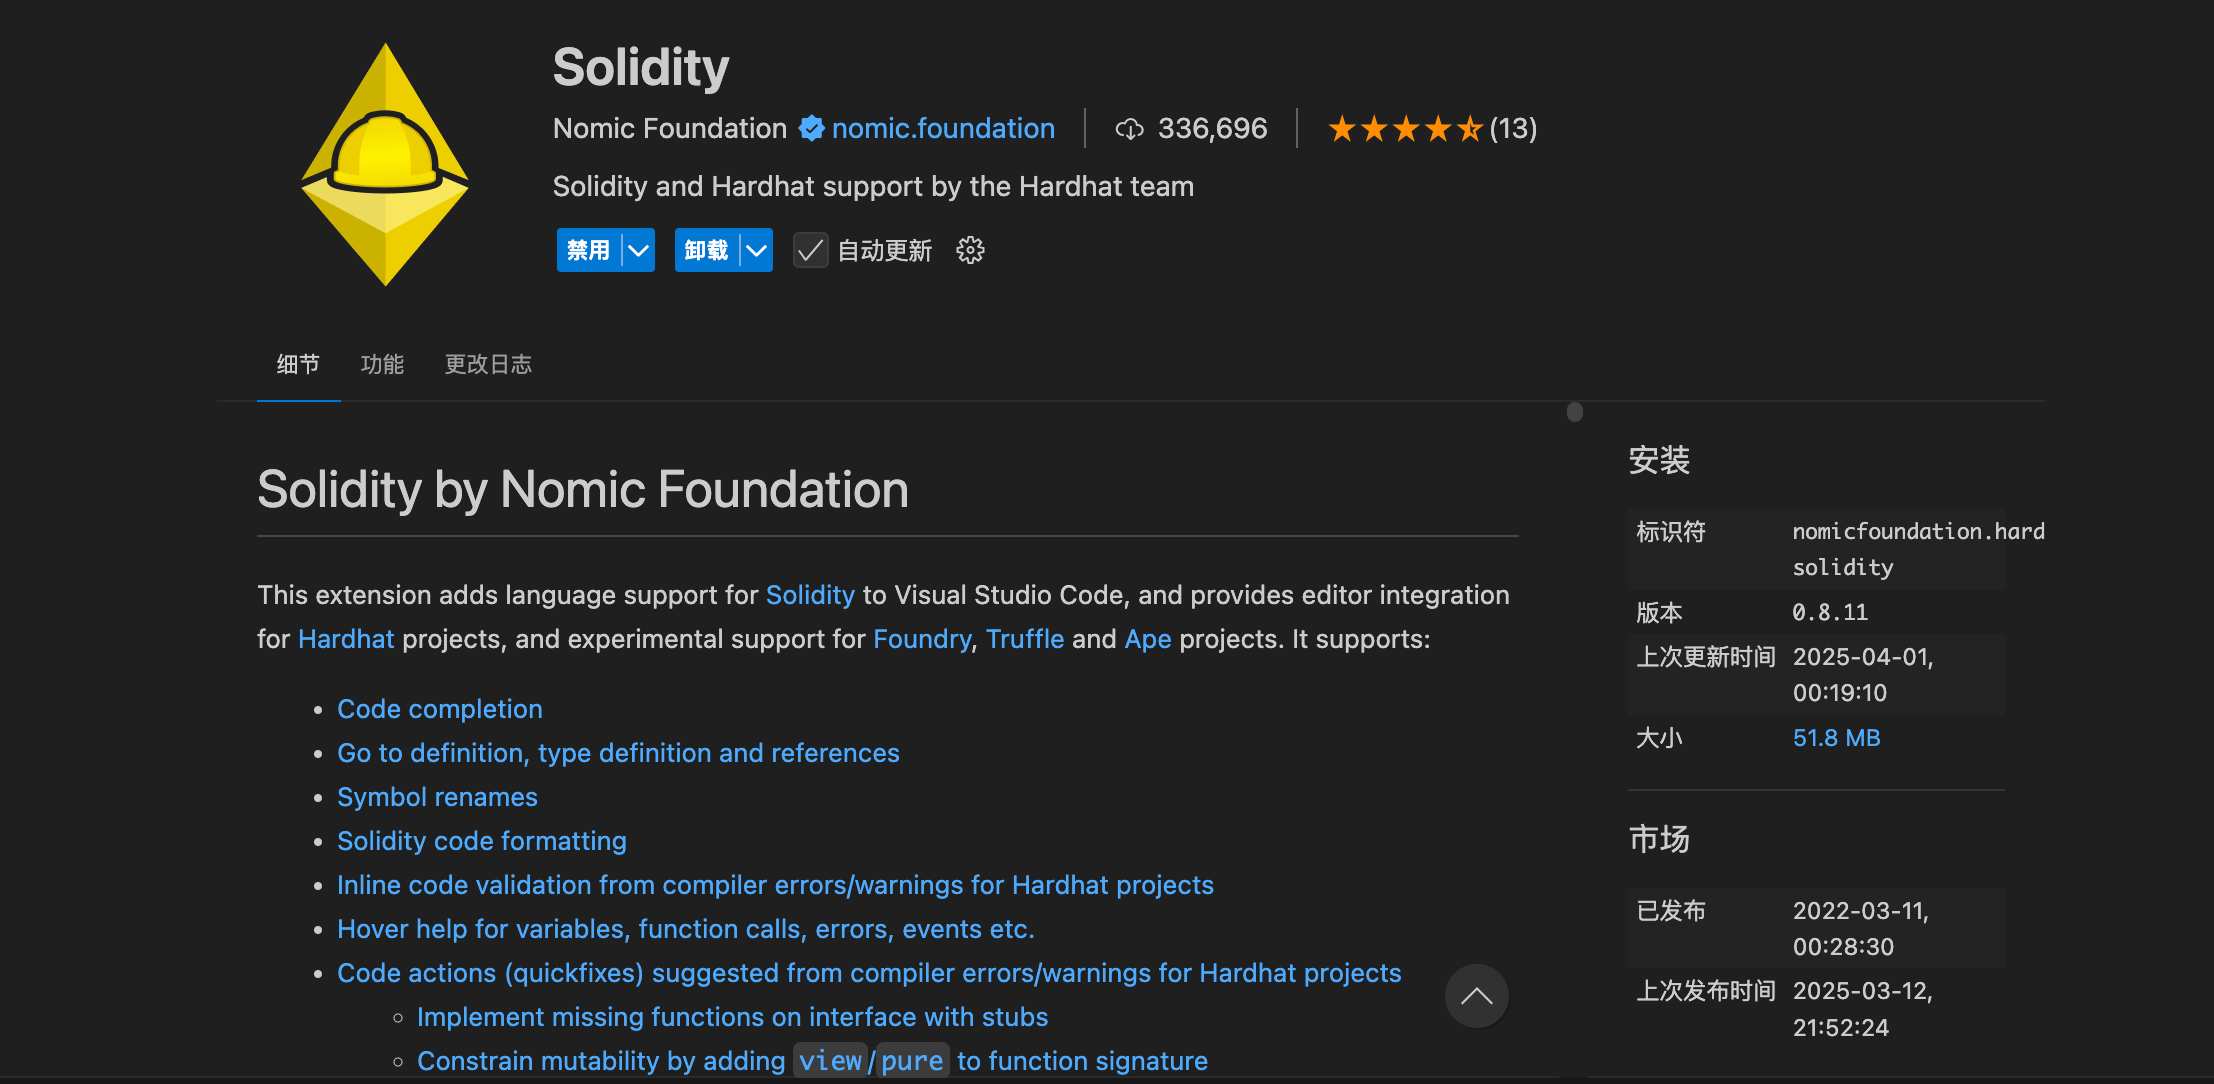 Solidity
Nomic Foundation nomic.foundation 336,696 (13)
Solidity and Hardhat support by the Hardhat team
禁用 卸载 自动更新
细节 功能 更改日志
Solidity by Nomic Foundation
This extension adds language support for Solidity to Visual Studio Code, and provides editor integration
for Hardhat projects, and experimental support for Foundry, Truffle and Ape projects. It supports:
Code completion
Go to definition, type definition and references
Symbol renames
Solidity code formatting
Inline code validation from compiler errors/warnings for Hardhat projects
Hover help for variables, function calls, errors, events etc.
Code actions (quickfixes) suggested from compiler errors/warnings for Hardhat projects
Implement missing functions on interface with stubs
Constrain mutability by adding view/pure to function signature
安装
标识符 nomicfoundation.hard
solidity
版本 0.8.11
上次更新时间 2025-04-01,
00:19:10
大小 51.8 MB
市场
已发布 2022-03-11,
00:28:30
上次发布时间 2025-03-12,
21:52:24